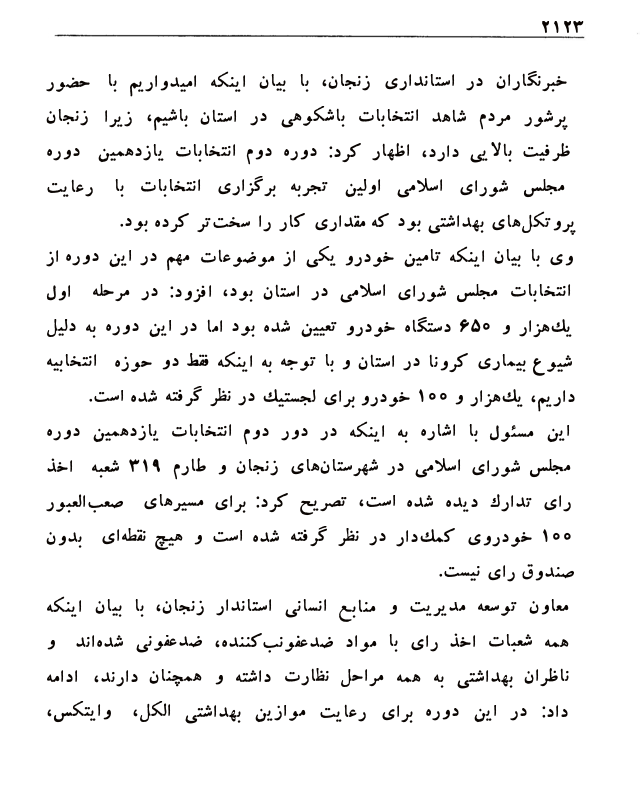 ۲۱۲۳
خبرنگاران در استانداری زنجان، با بیان اینکه امیدواریم با حضور
پرشور مردم شاهد انتخابات باشکوهی در استان باشیم، زیرا زنجان
ظرفیت بالایی دارد، اظهار کرد: دوره دوم انتخابات یازدهمین دوره
مجلس شورای اسلامی اولین تجربه برگزاری انتخابات با رعایت
پروتکل‌های بهداشتی بود که مقداری کار را سخت‌تر کرده بود.
وی با بیان اینکه تامین خودرو یکی از موضوعات مهم در این دوره از
انتخابات مجلس شورای اسلامی در استان بود، افزود: در مرحله اول
یك‌هزار و ۶۵۰ دستگاه خودرو تعیین شده بود اما در این دوره به دلیل
شیوع بیماری کرونا در استان و با توجه به اینکه فقط دو حوزه انتخابیه
داریم، یك‌هزار و ۱۰۰ خودرو برای لجستیك در نظر گرفته شده است.
این مسئول با اشاره به اینکه در دور دوم انتخابات یازدهمین دوره
مجلس شورای اسلامی در شهرستان‌های زنجان و طارم ۳۱۹ شعبه اخذ
رای تدارك دیده شده است، تصریح کرد: برای مسیرهای صعب‌العبور
۱۰۰ خودروی کمك‌دار در نظر گرفته شده است و هیچ نقطه‌ای بدون
صندوق رای نیست.
معاون توسعه مدیریت و منابع انسانی استاندار زنجان، با بیان اینکه
همه شعبات اخذ رای با مواد ضدعفونب‌کننده، ضدعفونی شده‌اند و
ناظران بهداشتی به همه مراحل نظارت داشته و همچنان دارند، ادامه
داد: در این دوره برای رعایت موازین بهداشتی الکل، وایتکس،